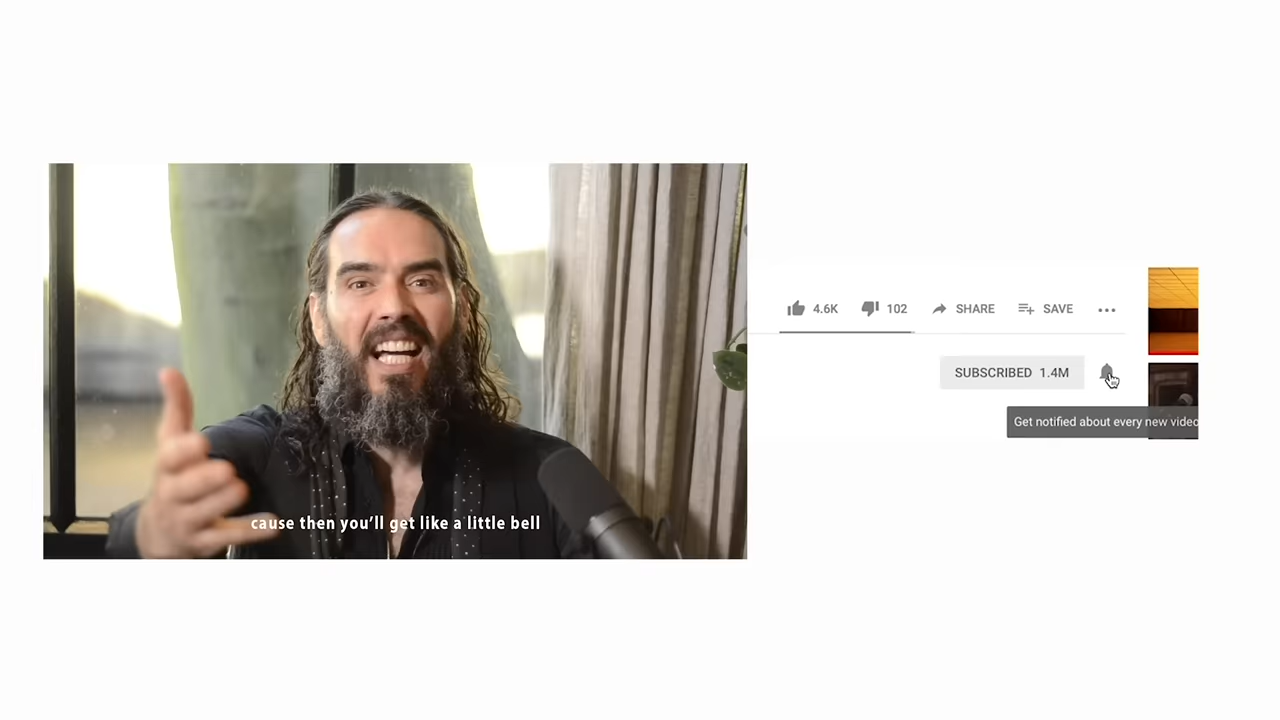 4.6K 102 SHARE SAVE
SUBSCRIBED 1.4M
Get notified about every new video
cause then you'll get like a little bell